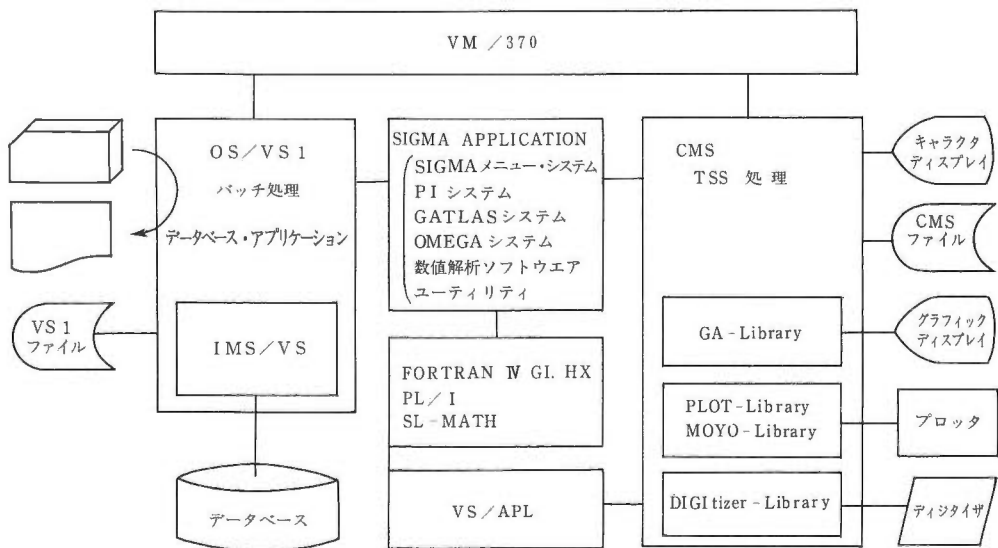 VM／370
OS／VS1
バッチ処理
データベース・アプリケーション
VS1
ファイル
IMS／VS
データベース
SIGMA APPLICATION
SIGMAメニュー・システム
PIシステム
GATLASシステム
OMEGAシステム
数値解析ソフトウエア
ユーティリティ
FORTRAN Ⅳ GI. HX
PL／I
SL-MATH
VS／APL
CMS
TSS 処理
GA-Library
PLOT-Library
MOYO-Library
DIGItizer-Library
キャラクタ
ディスプレイ
CMS
ファイル
グラフィック
ディスプレイ
プロッタ
ディジタイザ